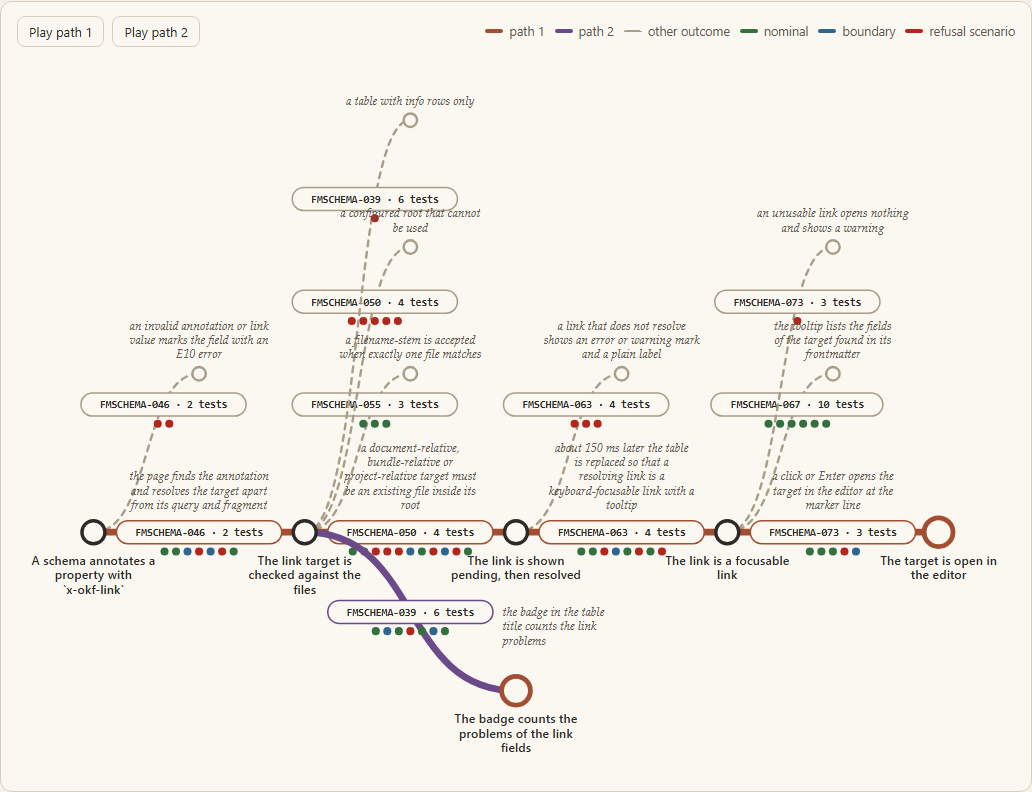 Play path 1
Play path 2
path 1
path 2
other outcome
nominal
boundary
refusal scenario
a table with info rows only
FMSCHEMA-039 · 6 tests
a configured root that cannot
be used
an unusable link opens nothing
and shows a warning
FMSCHEMA-050 · 4 tests
FMSCHEMA-073 · 3 tests
an invalid annotation or link
value marks the field with an
E10 error
a filename-stem is accepted
when exactly one file matches
a link that does not resolve
shows an error or warning mark
and a plain label
the tooltip lists the fields
of the target found in its
frontmatter
FMSCHEMA-046 · 2 tests
FMSCHEMA-055 · 3 tests
FMSCHEMA-063 · 4 tests
FMSCHEMA-067 · 10 tests
the page finds the annotation
and resolves the target apart
from its query and fragment
a document-relative,
bundle-relative or
project-relative target must
be an existing file inside its
root
about 150 ms later the table
is replaced so that a
resolving link is a
keyboard-focusable link with a
tooltip
a click or Enter opens the
target in the editor at the
marker line
FMSCHEMA-046 · 2 tests
FMSCHEMA-050 · 4 tests
FMSCHEMA-063 · 4 tests
FMSCHEMA-073 · 3 tests
A schema annotates a
property with
`x-okf-link`
The link target is
checked against the
files
The link is shown
pending, then resolved
The link is a focusable
link
The target is open in
the editor
FMSCHEMA-039 · 6 tests
the badge in the table
title counts the link
problems
The badge counts the
problems of the link
fields